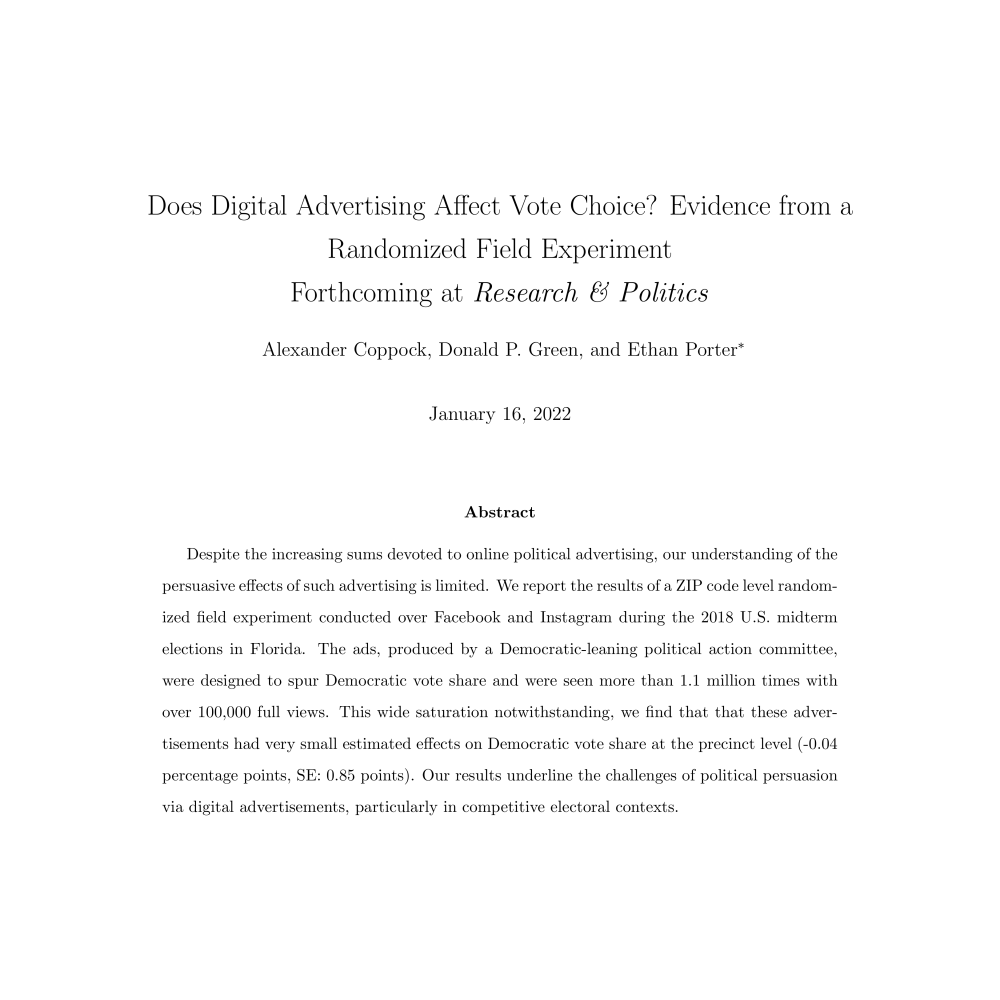 Does Digital Advertising Affect Vote Choice? Evidence from a
Randomized Field Experiment
Forthcoming at Research & Politics
Alexander Coppock, Donald P. Green, and Ethan Porter*
January 16, 2022
Abstract
Despite the increasing sums devoted to online political advertising, our understanding of the
persuasive effects of such advertising is limited. We report the results of a ZIP code level random-
ized field experiment conducted over Facebook and Instagram during the 2018 U.S. midterm
elections in Florida. The ads, produced by a Democratic-leaning political action committee,
were designed to spur Democratic vote share and were seen more than 1.1 million times with
over 100,000 full views. This wide saturation notwithstanding, we find that that these adver-
tisements had very small estimated effects on Democratic vote share at the precinct level (-0.04
percentage points, SE: 0.85 points). Our results underline the challenges of political persuasion
via digital advertisements, particularly in competitive electoral contexts.